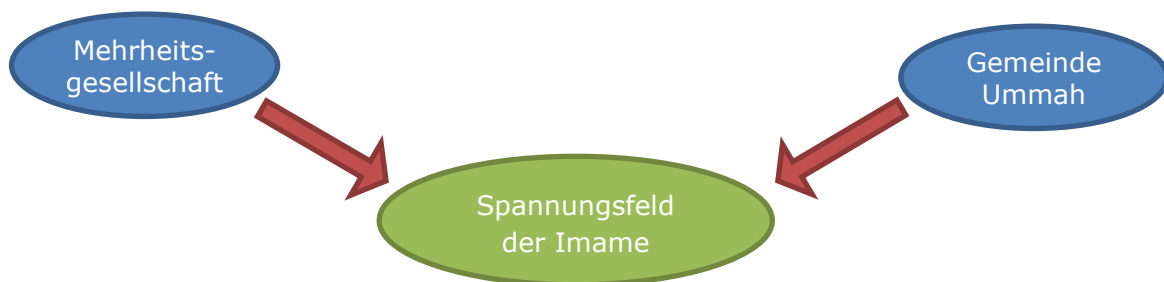 Mehrheits-
gesellschaft
Gemeinde
Ummah
Spannungsfeld
der Imame